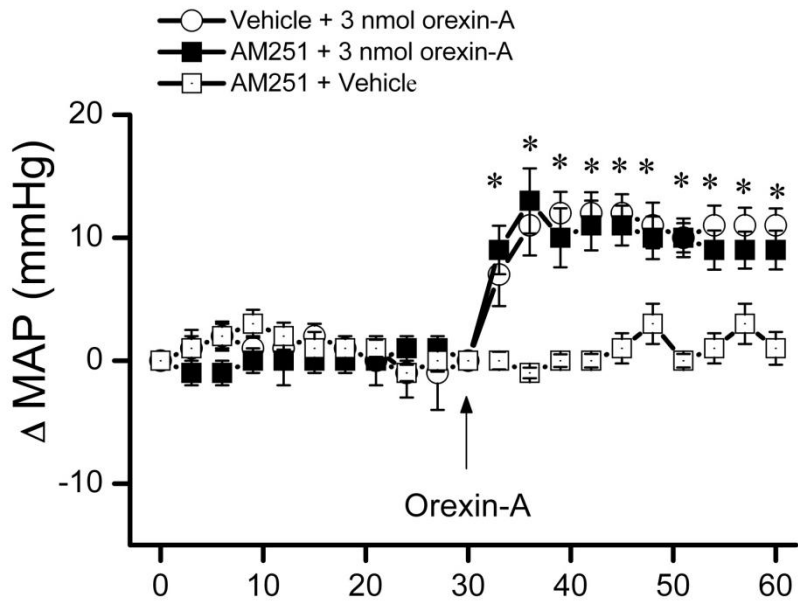 Vehicle + 3 nmol orexin-A
AM251 + 3 nmol orexin-A
AM251 + Vehicle
Δ MAP (mmHg)
20
10
0
-10
* * * * * * * * * *
Orexin-A
0 10 20 30 40 50 60